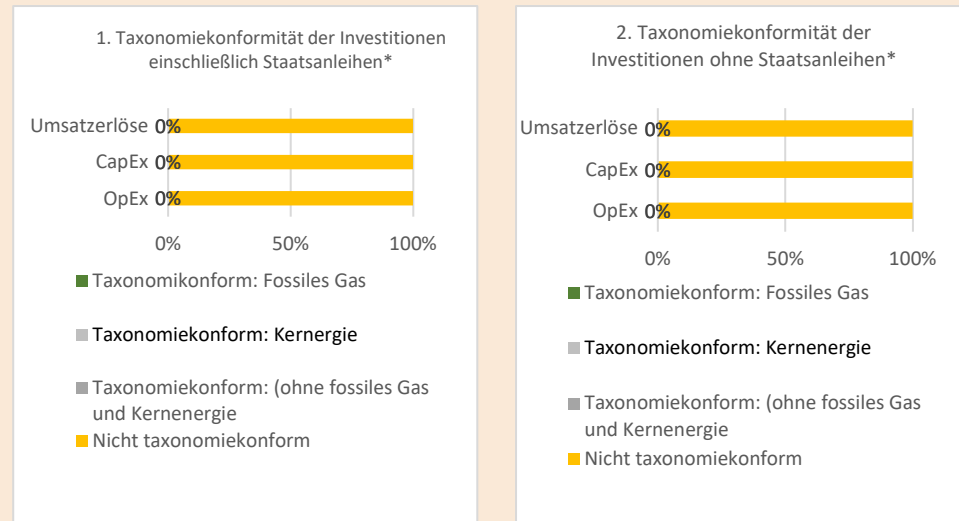 1. Taxonomiekonformität der Investitionen
einschließlich Staatsanleihen*
Umsatzerlöse 0%
CapEx 0%
OpEx 0%
0% 50% 100%
Taxonomikonform: Fossiles Gas
Taxonomiekonform: Kernergie
Taxonomiekonform: (ohne fossiles Gas
und Kernenergie
Nicht taxonomiekonform
2. Taxonomiekonformität der
Investitionen ohne Staatsanleihen*
Umsatzerlöse 0%
CapEx 0%
OpEx 0%
0% 50% 100%
Taxonomiekonform: Fossiles Gas
Taxonomiekonform: Kernenergie
Taxonomiekonform: (ohne fossiles Gas
und Kernenergie
Nicht taxonomiekonform